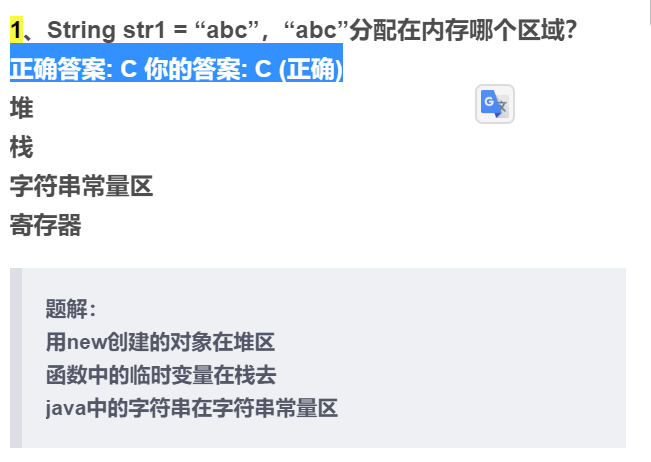 1、String str1 = “abc”，“abc”分配在内存哪个区域？
正确答案: C 你的答案: C (正确)
堆
栈
字符串常量区
寄存器
题解：
用new创建的对象在堆区
函数中的临时变量在栈去
java中的字符串在字符串常量区